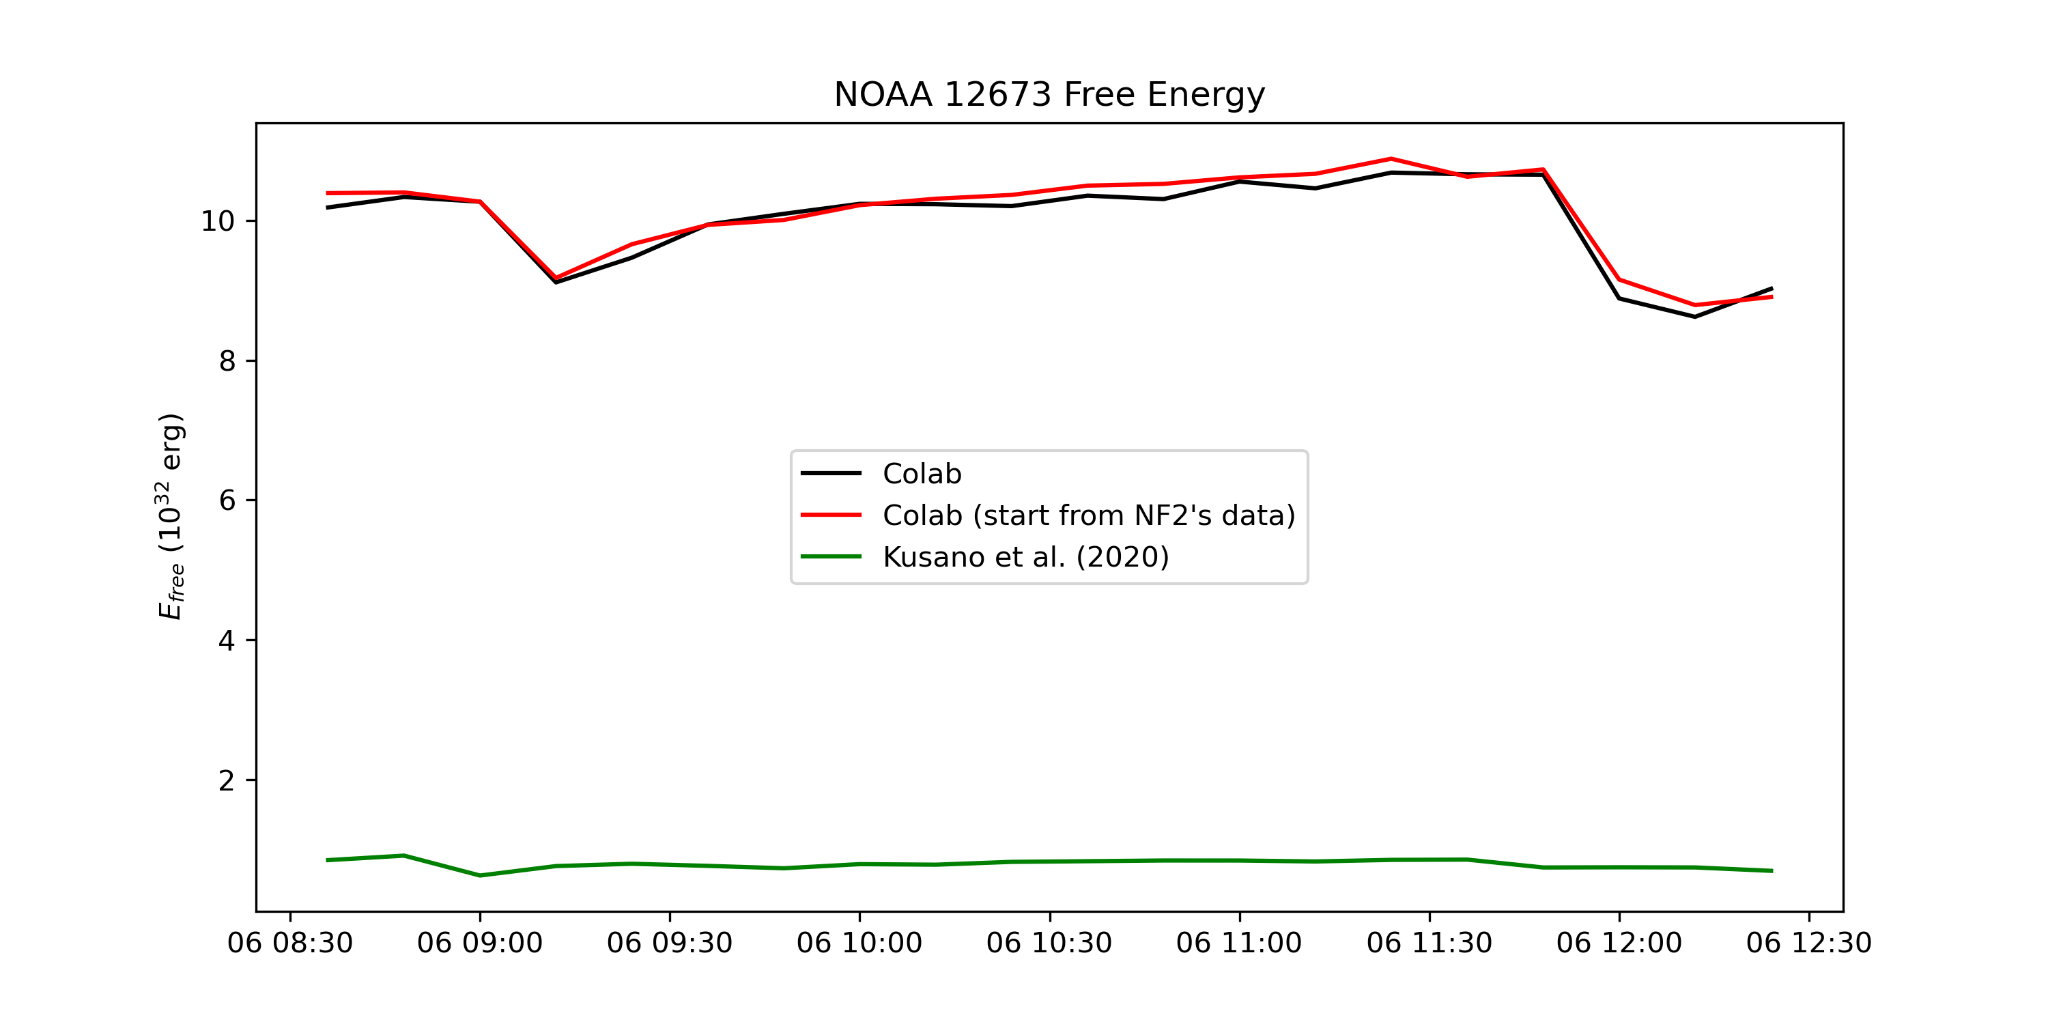 NOAA 12673 Free Energy
10
8
6
4
2
E_free (10^32 erg)
Colab
Colab (start from NF2's data)
Kusano et al. (2020)
06 08:30 06 09:00 06 09:30 06 10:00 06 10:30 06 11:00 06 11:30 06 12:00 06 12:30